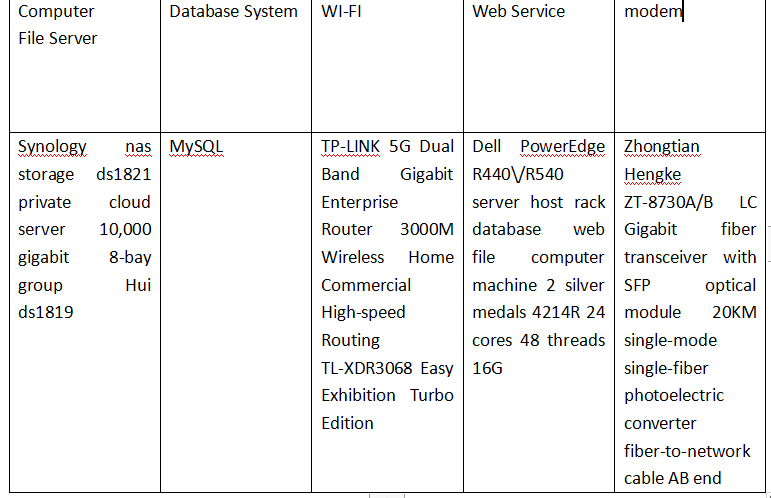 Computer
File Server
Database System
WI-FI
Web Service
modem
Synology nas
storage ds1821
private cloud
server 10,000
gigabit 8-bay
group Hui
ds1819
MySQL
TP-LINK 5G Dual
Band Gigabit
Enterprise
Router 3000M
Wireless Home
Commercial
High-speed
Routing
TL-XDR3068 Easy
Exhibition Turbo
Edition
Dell PowerEdge
R440\/R540
server host rack
database web
file computer
machine 2 silver
medals 4214R 24
cores 48 threads
16G
Zhongtian
Hengke
ZT-8730A/B LC
Gigabit fiber
transceiver with
SFP optical
module 20KM
single-mode
single-fiber
photoelectric
converter
fiber-to-network
cable AB end